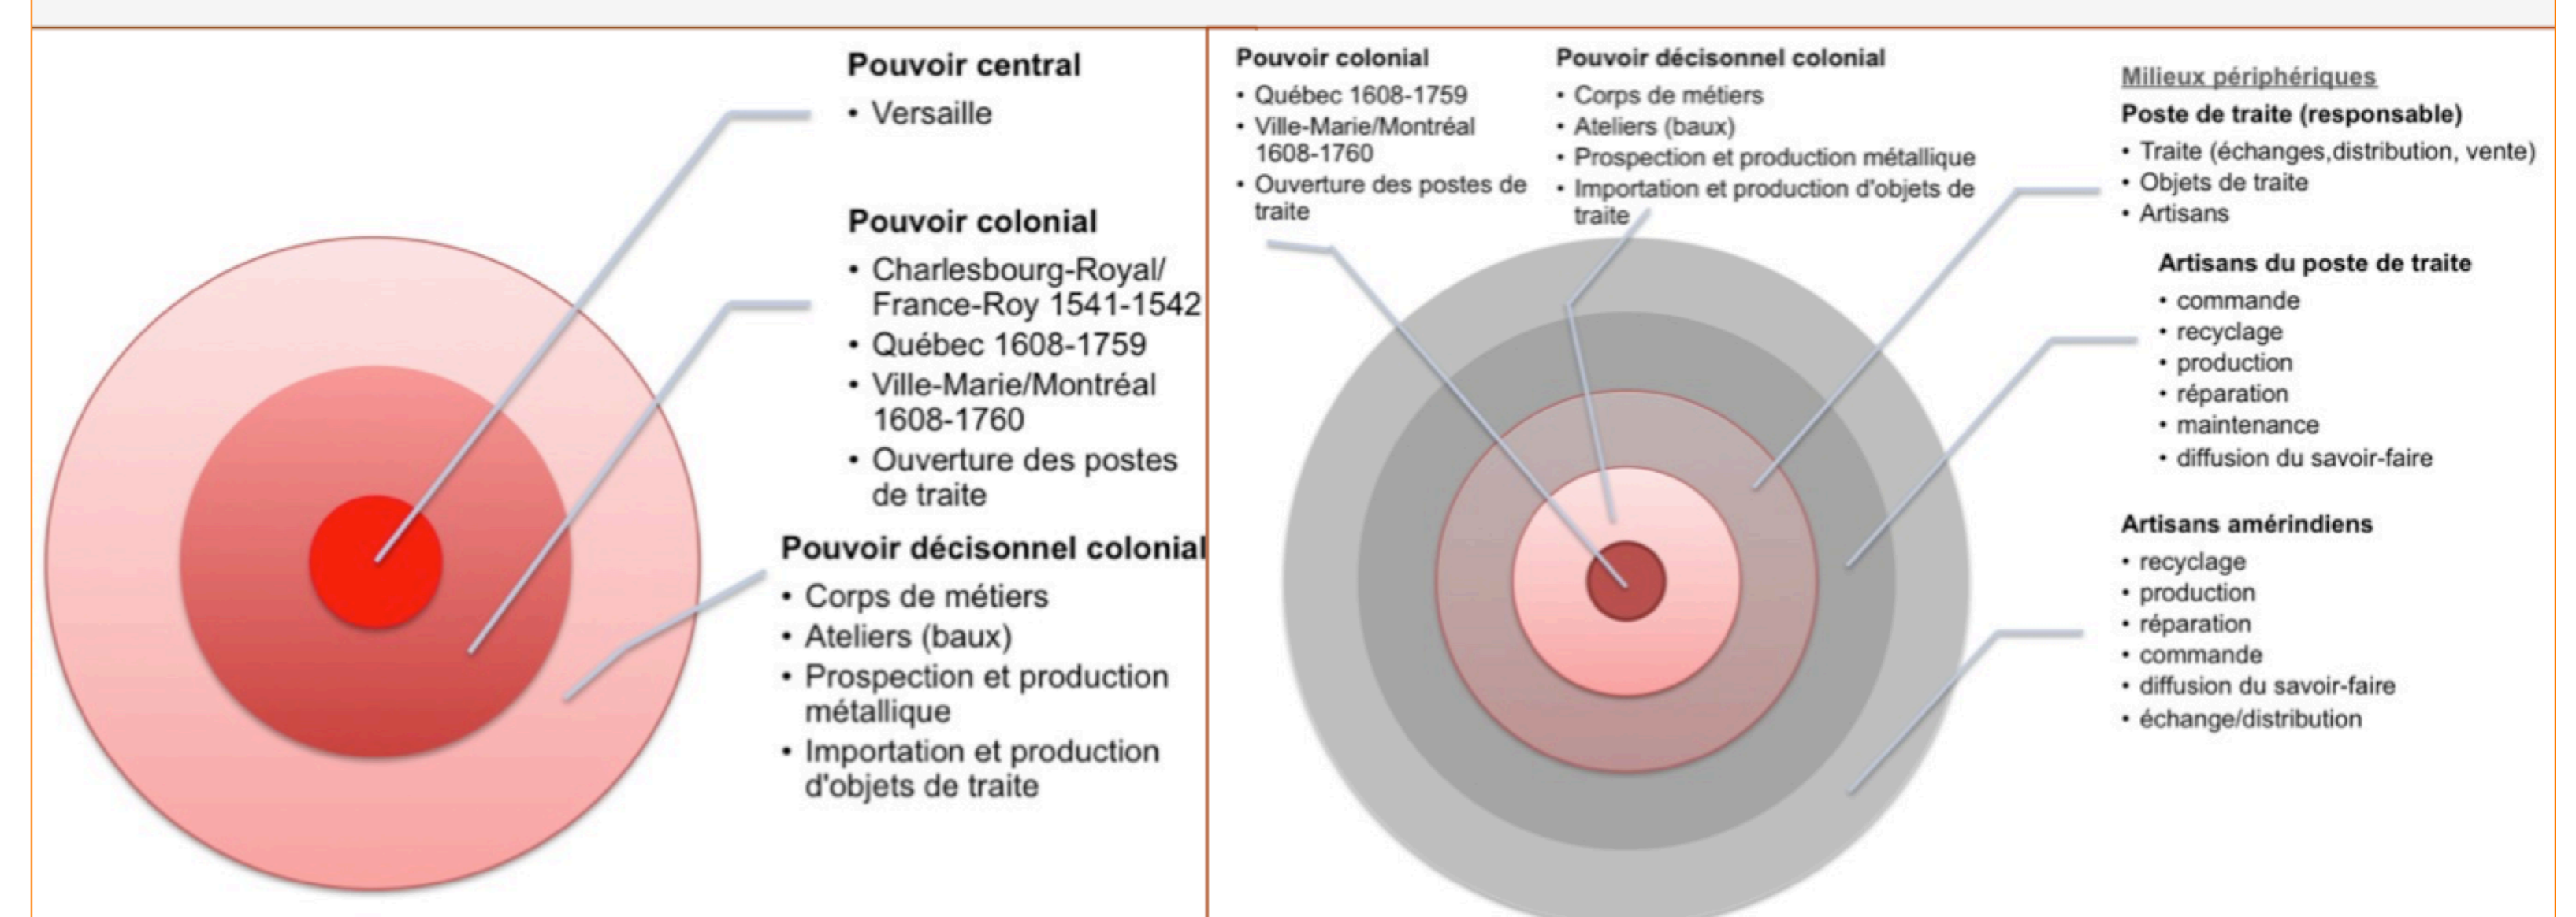 Pouvoir central
• Versaille
Pouvoir colonial
• Charlesbourg-Royal/
France-Roy 1541-1542
• Québec 1608-1759
• Ville-Marie/Montréal
1608-1760
• Ouverture des postes
de traite
Pouvoir décisonnel colonial
• Corps de métiers
• Ateliers (baux)
• Prospection et production
métallique
• Importation et production
d'objets de traite
Pouvoir colonial
• Québec 1608-1759
• Ville-Marie/Montréal
1608-1760
• Ouverture des postes de
traite
Pouvoir décisonnel colonial
• Corps de métiers
• Ateliers (baux)
• Prospection et production métallique
• Importation et production d'objets de
traite
Milieux périphériques
Poste de traite (responsable)
• Traite (échanges,distribution, vente)
• Objets de traite
• Artisans
Artisans du poste de traite
• commande
• recyclage
• production
• réparation
• maintenance
• diffusion du savoir-faire
Artisans amérindiens
• recyclage
• production
• réparation
• commande
• diffusion du savoir-faire
• échange/distribution